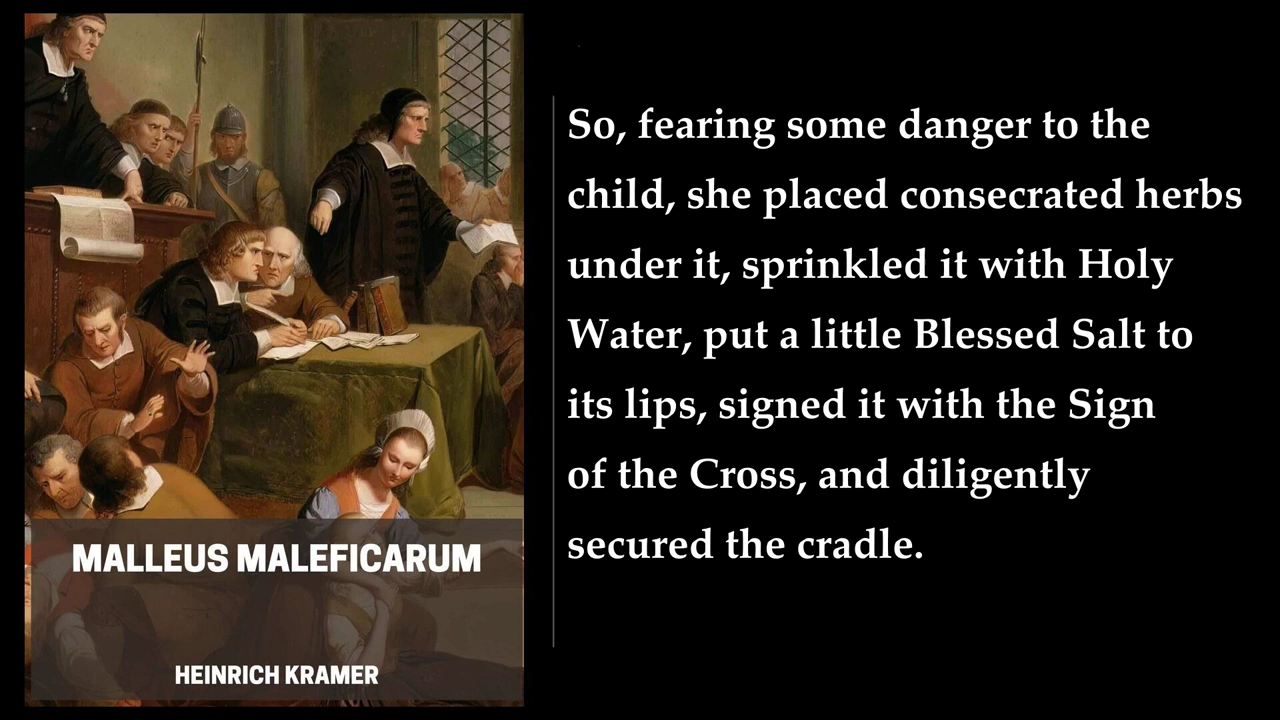 MALLEUS MALEFICARUM
HEINRICH KRAMER
So, fearing some danger to the
child, she placed consecrated herbs
under it, sprinkled it with Holy
Water, put a little Blessed Salt to
its lips, signed it with the Sign
of the Cross, and diligently
secured the cradle.